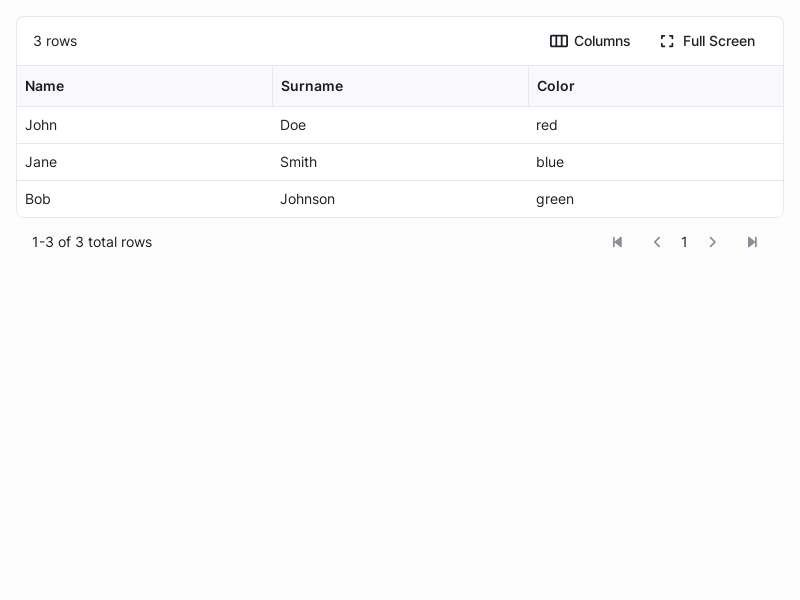 3 rows Columns Full Screen
Name Surname Color
John Doe red
Jane Smith blue
Bob Johnson green
1-3 of 3 total rows 1